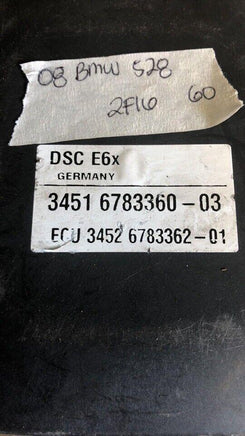 08 BMW 528
2F16 60
DSC E6x
GERMANY
3451 6783360-03
ECU 3452 6783362-01